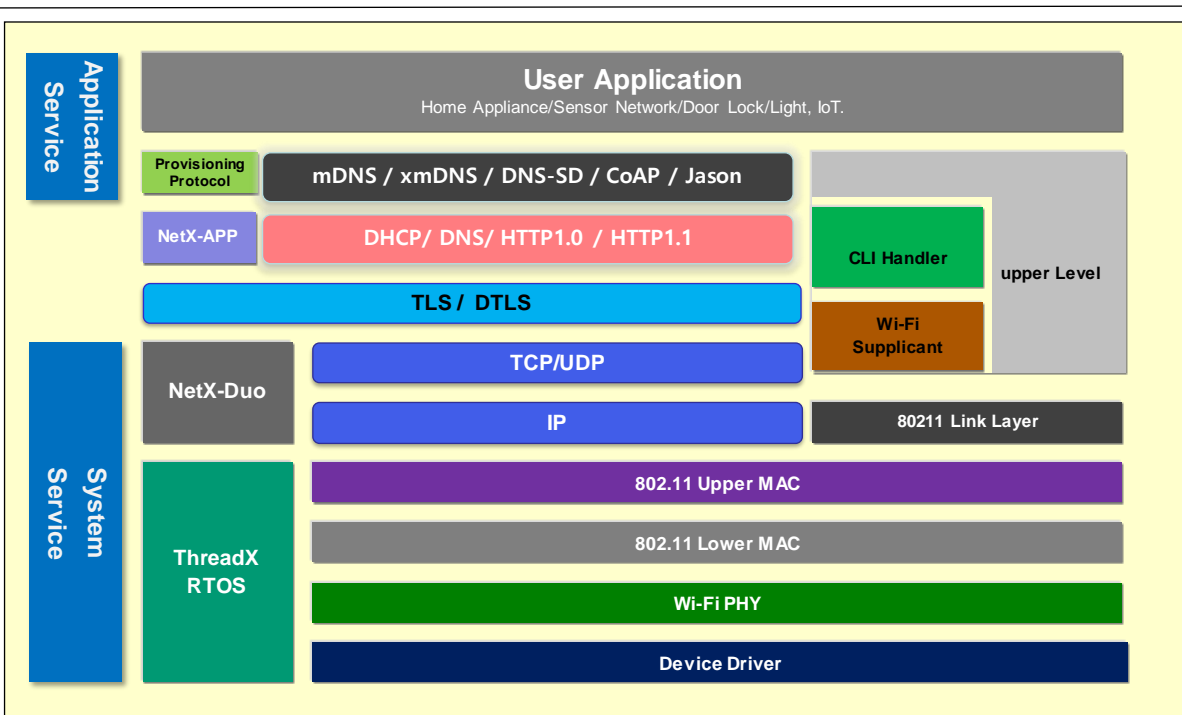 Application
Service
User Application
Home Appliance/Sensor Network/Door Lock/Light, IoT.
Provisioning
Protocol
mDNS / xmDNS / DNS-SD / CoAP / Jason
NetX-APP
DHCP/ DNS/ HTTP1.0 / HTTP1.1
CLI Handler
upper Level
TLS / DTLS
Wi-Fi
Supplicant
System
Service
NetX-Duo
TCP/UDP
IP
80211 Link Layer
ThreadX
RTOS
802.11 Upper MAC
802.11 Lower MAC
Wi-Fi PHY
Device Driver